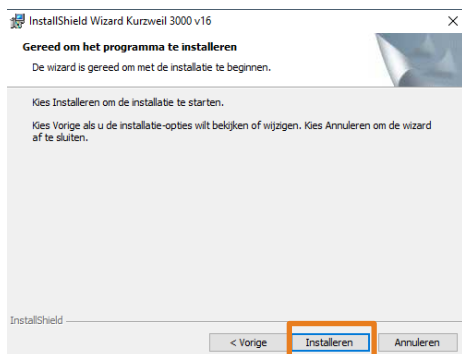 InstallShield Wizard Kurzweil 3000 v16
Gereed om het programma te installeren
De wizard is gereed om met de installatie te beginnen.
Kies Installeren om de installatie te starten.
Kies Vorige als u de installatie-opties wilt bekijken of wijzigen. Kies Annuleren om de wizard
af te sluiten.
InstallShield
< Vorige Installeren Annuleren